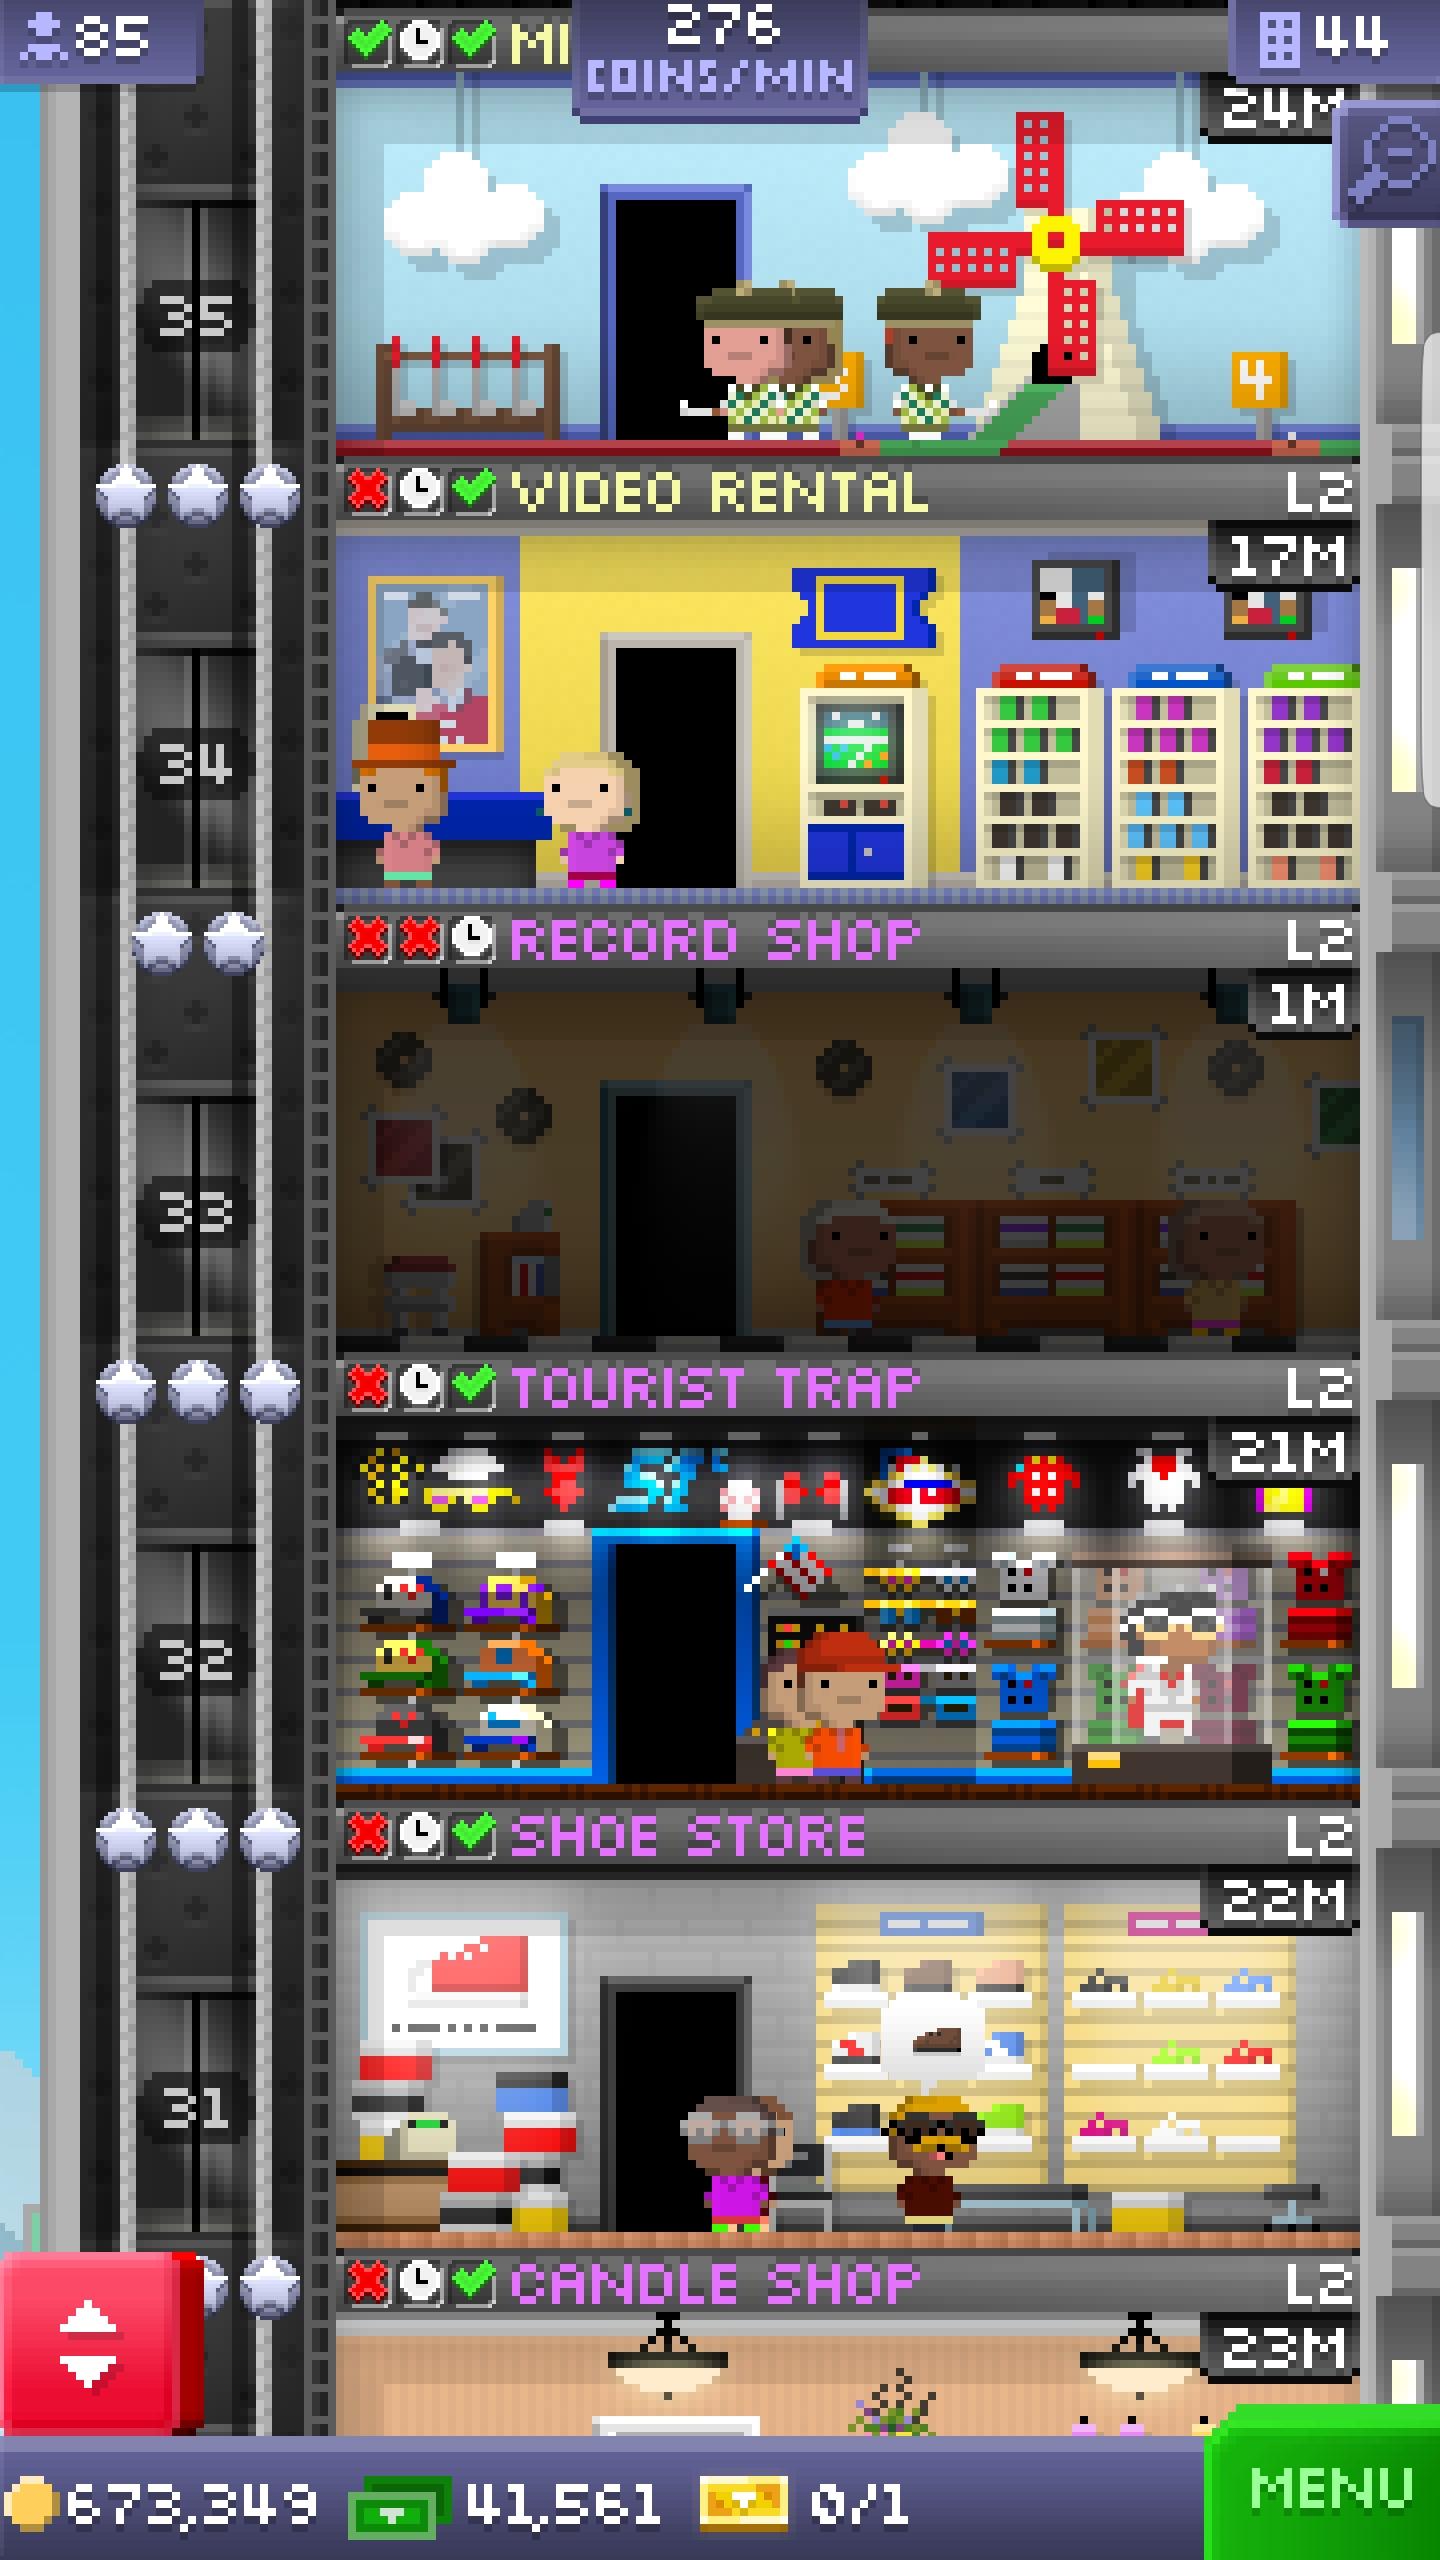 85
276
COINS/MIN
44
MI
24M
4
35
VIDEO RENTAL L2
17M
34
RECORD SHOP L2
1M
33
TOURIST TRAP L2
21M
32
SHOE STORE L2
22M
31
CANDLE SHOP L2
23M
673,349 41,561 0/1
MENU